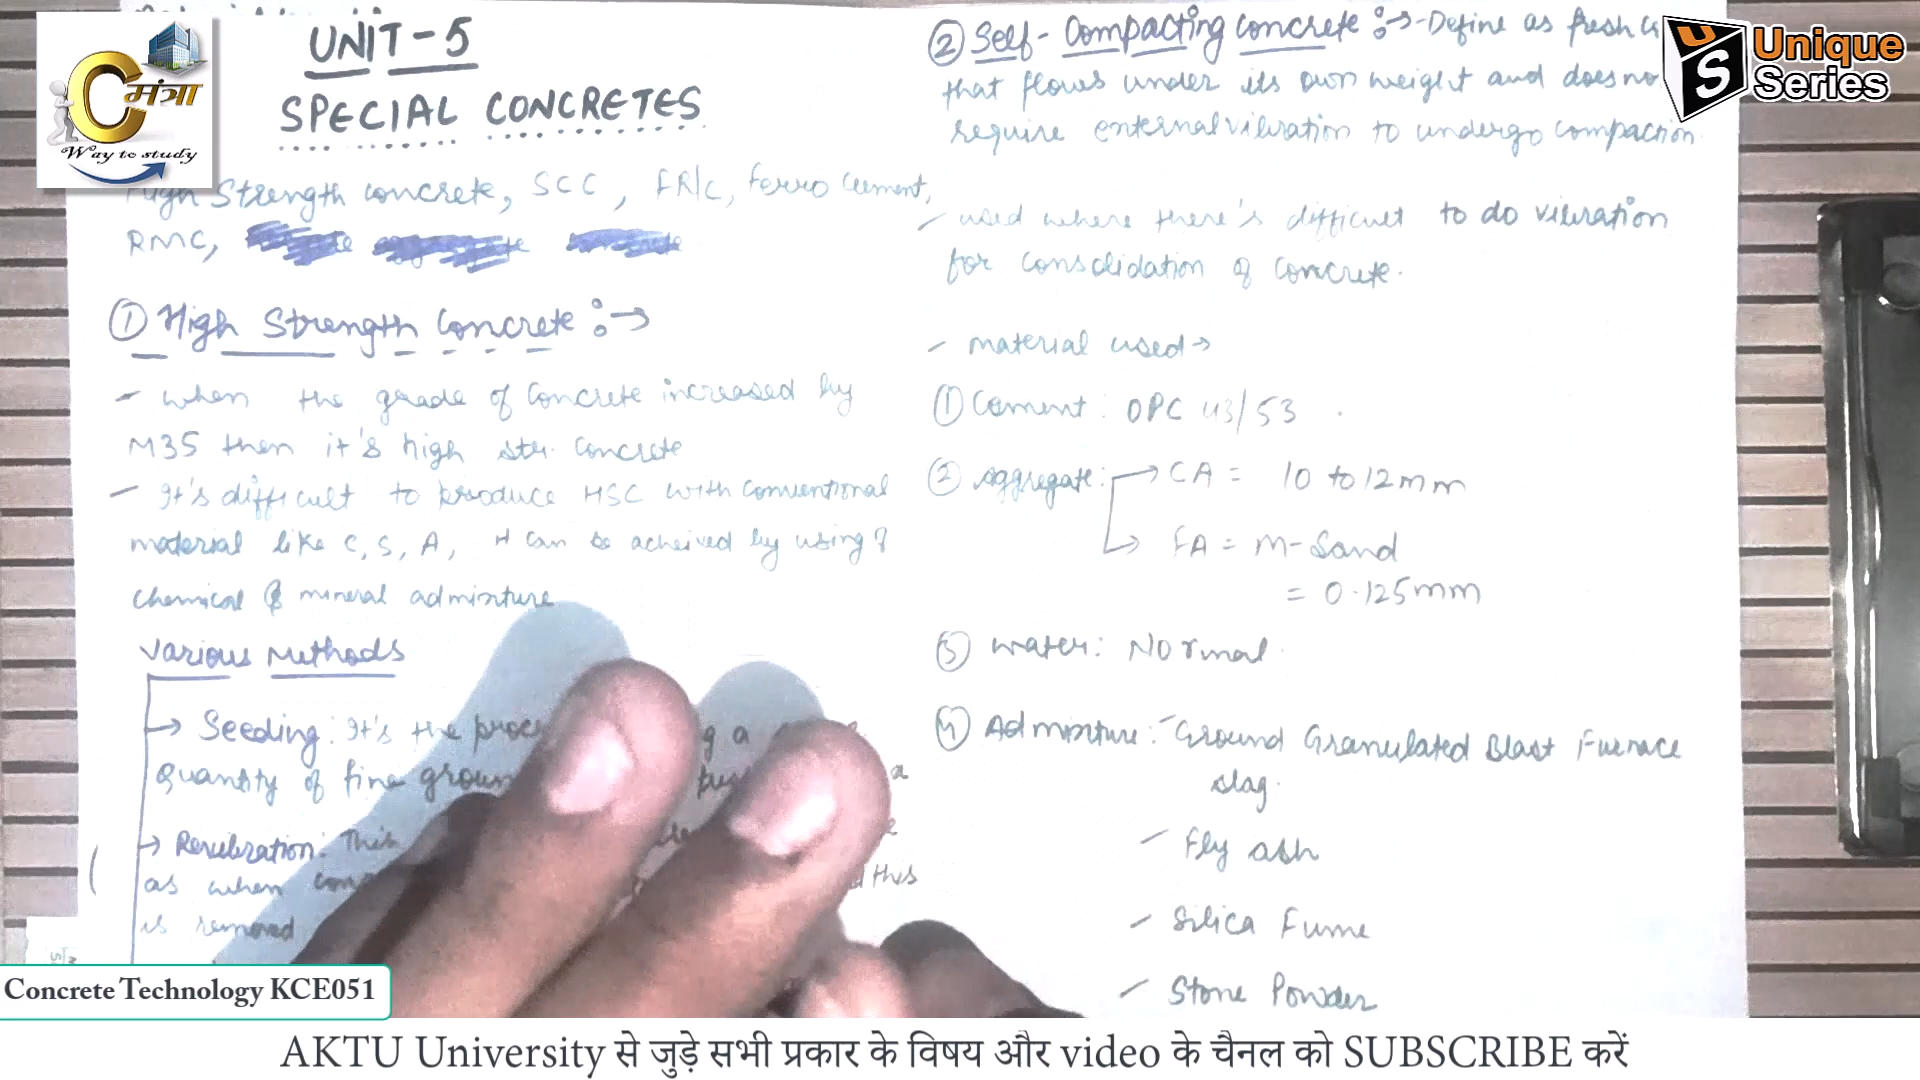 UNIT-5
SPECIAL CONCRETES
High Strength concrete, SCC, FR/C, Ferro Cement,
RMC,
① High Strength Concrete :→
- when the grade of Concrete increased by
M35 then it's high str. concrete
- It's difficult to produce HSC with conventional
material like C, S, A, it can be acheived by using
chemical & mineral admixture
Various Methods
→ Seeding: It's the a
quantity of fine a
→ Revibration: This
as when this
is removed
② Self-Compacting Concrete :→ Define as fresh
that flows under its own weight and does
require external vibration to undergo compaction.
- used where there's difficult to do vibration
for consolidation of concrete.
- material used →
① Cement: OPC 43/53
② Aggregate: → CA = 10 to 12mm
→ FA = M-Sand
= 0.125mm
③ water: Normal
④ Admixture: - Ground Granulated Blast Furnace
slag.
- Fly ash
- Silica Fume
- Stone Powder
C मंत्रा
Way to study
US Unique
Series
Concrete Technology KCE051
AKTU University से जुड़े सभी प्रकार के विषय और video के चैनल को SUBSCRIBE करें